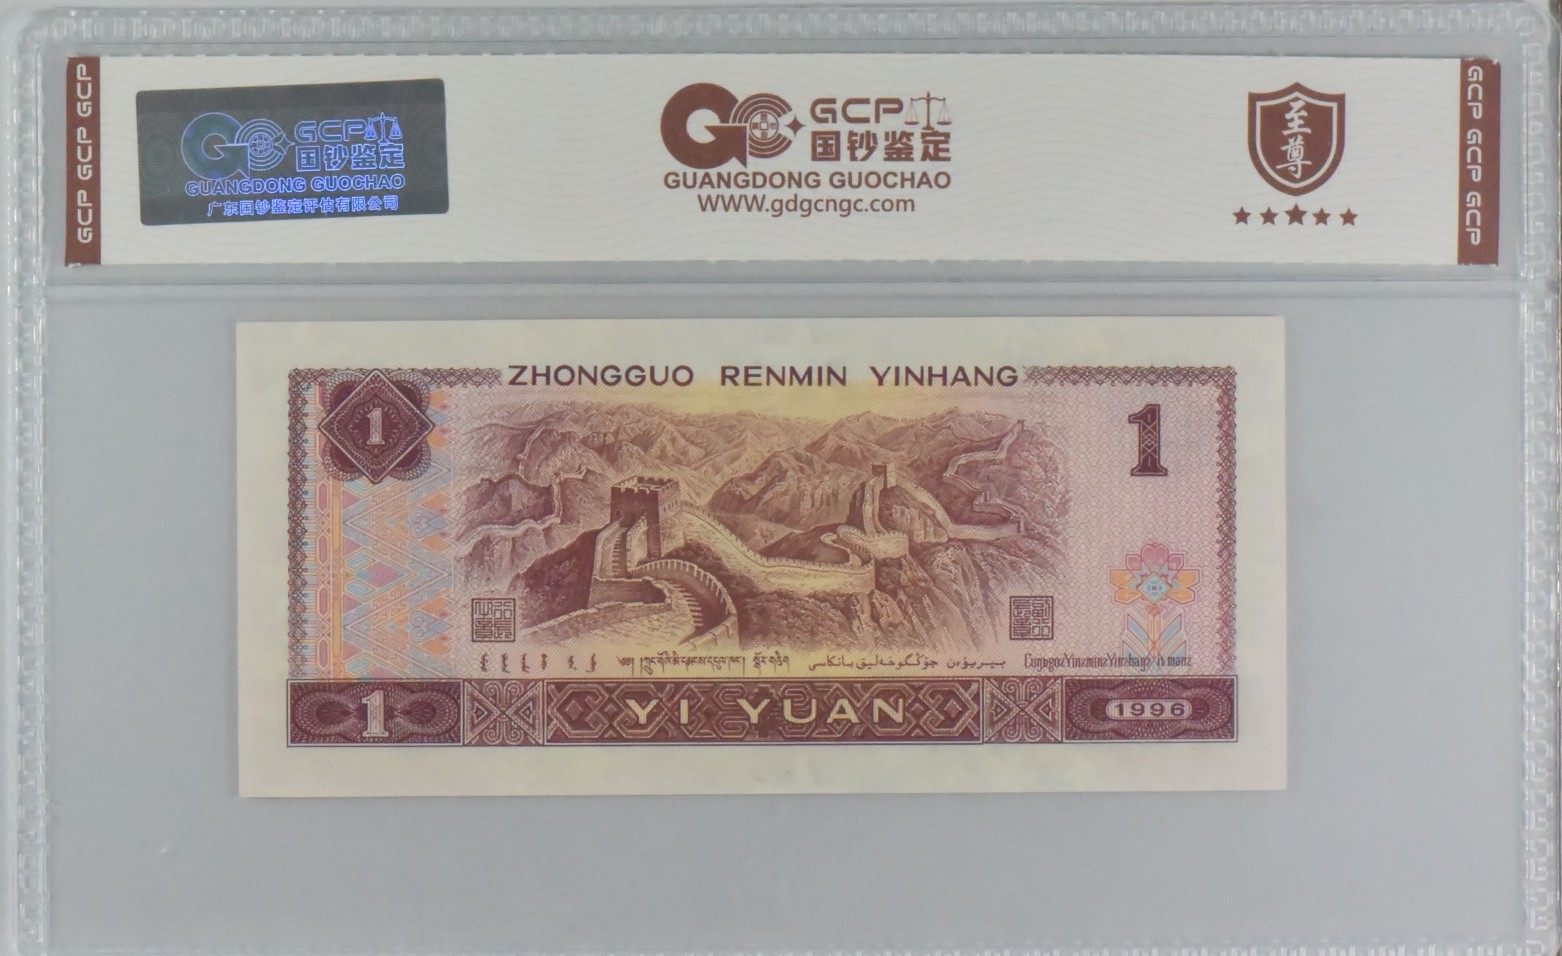 GCP GCP GCP
GCP
国钞鉴定
GUANGDONG GUOCHAO
广东国钞鉴定评估有限公司
GCP
国钞鉴定
GUANGDONG GUOCHAO
WWW.gdgcngc.com
至尊
GCP GCP GCP
ZHONGGUO RENMIN YINHANG
1
1
1
YI YUAN
1996